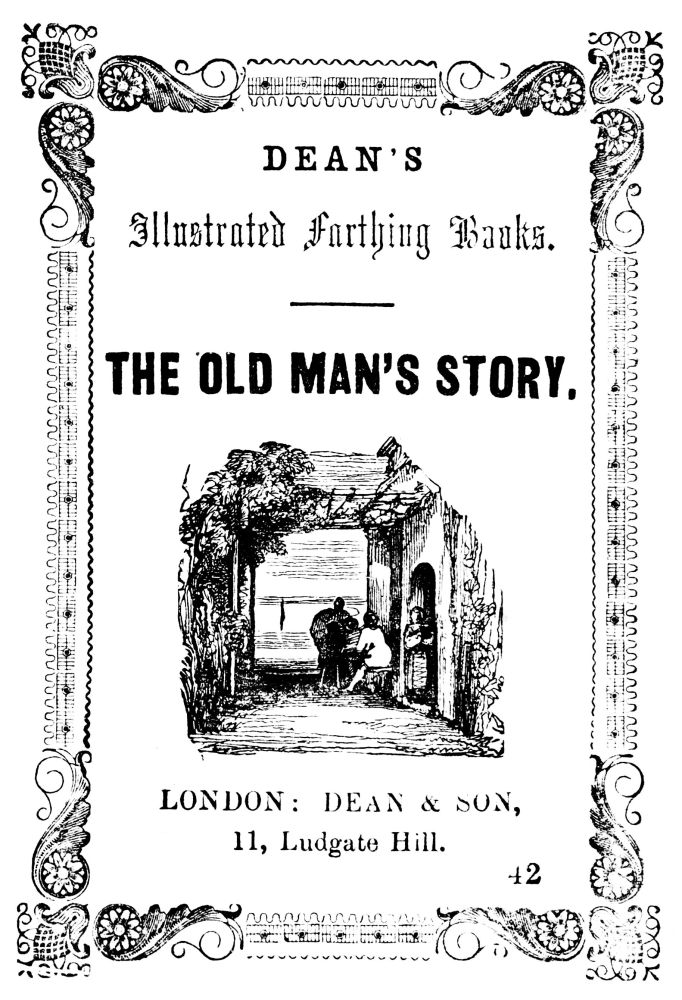 DEAN'S
Illustrated Farthing Books.
THE OLD MAN'S STORY.
LONDON: DEAN & SON,
11, Ludgate Hill.
42